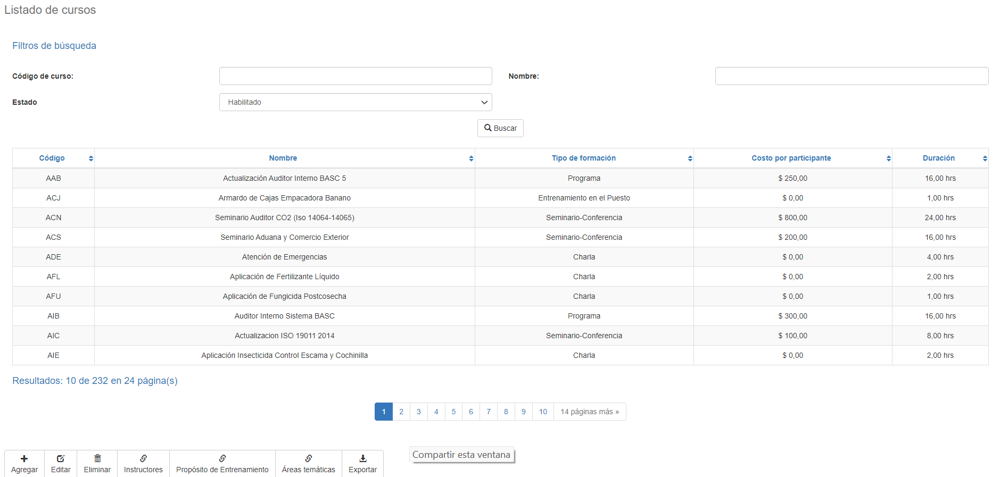 Listado de cursos
Filtros de búsqueda
Código de curso:
Nombre:
Estado
Habilitado
Buscar
Código Nombre Tipo de formación Costo por participante Duración
AAB Actualización Auditor Interno BASC 5 Programa $ 250,00 16,00 hrs
ACJ Armardo de Cajas Empacadora Banano Entrenamiento en el Puesto $ 0,00 1,00 hrs
ACN Seminario Auditor CO2 (Iso 14064-14065) Seminario-Conferencia $ 800,00 24,00 hrs
ACS Seminario Aduana y Comercio Exterior Seminario-Conferencia $ 200,00 16,00 hrs
ADE Atención de Emergencias Charla $ 0,00 4,00 hrs
AFL Aplicación de Fertilizante Líquido Charla $ 0,00 2,00 hrs
AFU Aplicación de Fungicida Postcosecha Charla $ 0,00 1,00 hrs
AIB Auditor Interno Sistema BASC Programa $ 300,00 16,00 hrs
AIC Actualizacion ISO 19011 2014 Seminario-Conferencia $ 100,00 8,00 hrs
AIE Aplicación Insecticida Control Escama y Cochinilla Charla $ 0,00 2,00 hrs
Resultados: 10 de 232 en 24 página(s)
1 2 3 4 5 6 7 8 9 10 14 páginas más »
Compartir esta ventana
Agregar Editar Eliminar Instructores Propósito de Entrenamiento Áreas temáticas Exportar